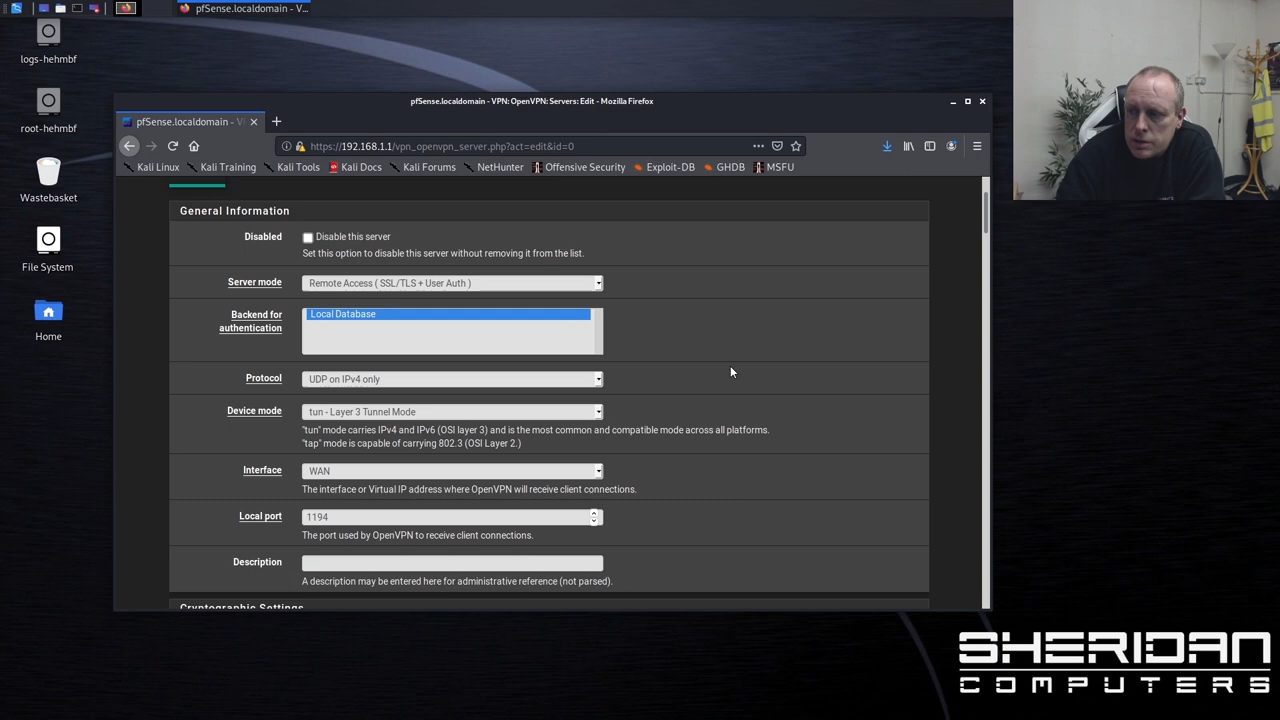 pfSense.localdomain - V...
logs-hehmbf
root-hehmbf
Wastebasket
File System
Home
pfSense.localdomain - VPN: OpenVPN: Servers: Edit - Mozilla Firefox
pfSense.localdomain - V
https://192.168.1.1/vpn_openvpn_server.php?act=edit&id=0
Kali Linux Kali Training Kali Tools Kali Docs Kali Forums NetHunter Offensive Security Exploit-DB GHDB MSFU
General Information
Disabled Disable this server
Set this option to disable this server without removing it from the list.
Server mode Remote Access ( SSL/TLS + User Auth )
Backend for authentication Local Database
Protocol UDP on IPv4 only
Device mode tun - Layer 3 Tunnel Mode
"tun" mode carries IPv4 and IPv6 (OSI layer 3) and is the most common and compatible mode across all platforms.
"tap" mode is capable of carrying 802.3 (OSI Layer 2.)
Interface WAN
The interface or Virtual IP address where OpenVPN will receive client connections.
Local port 1194
The port used by OpenVPN to receive client connections.
Description
A description may be entered here for administrative reference (not parsed).
Cryptographic Settings
SHERIDAN
COMPUTERS